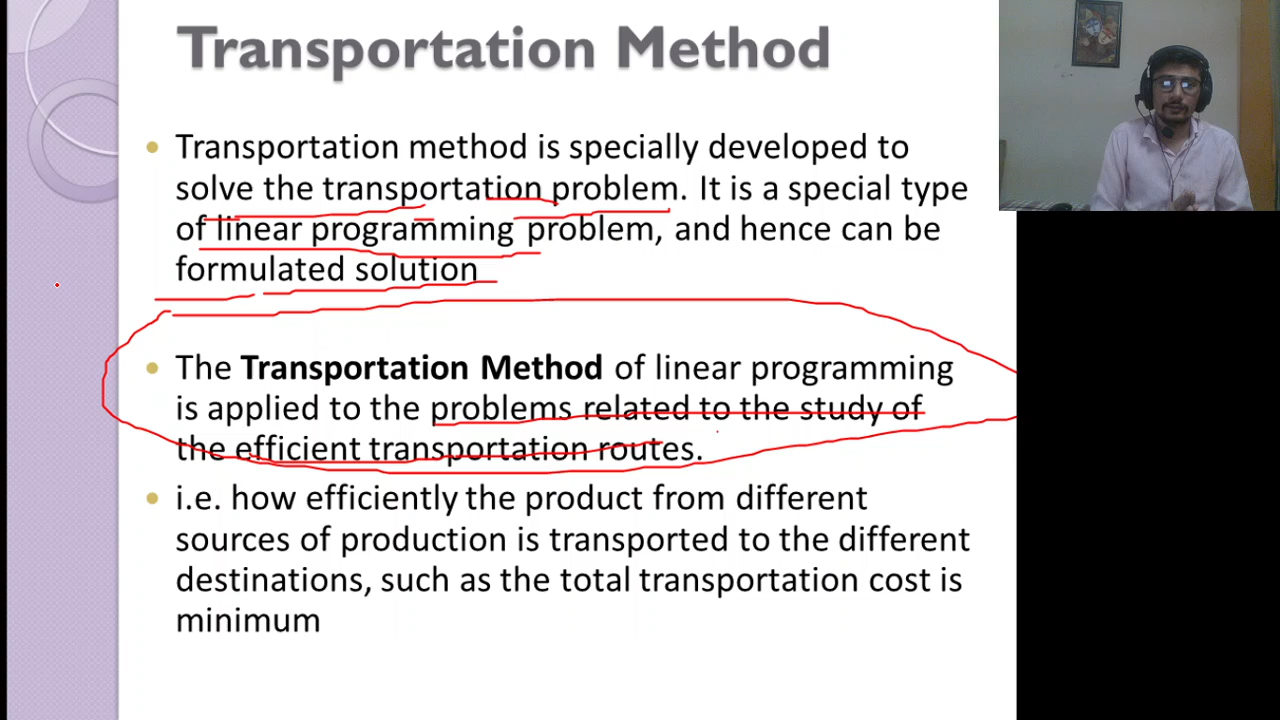 Transportation Method
• Transportation method is specially developed to
solve the transportation problem. It is a special type
of linear programming problem, and hence can be
formulated solution
• The Transportation Method of linear programming
is applied to the problems related to the study of
the efficient transportation routes.
• i.e. how efficiently the product from different
sources of production is transported to the different
destinations, such as the total transportation cost is
minimum